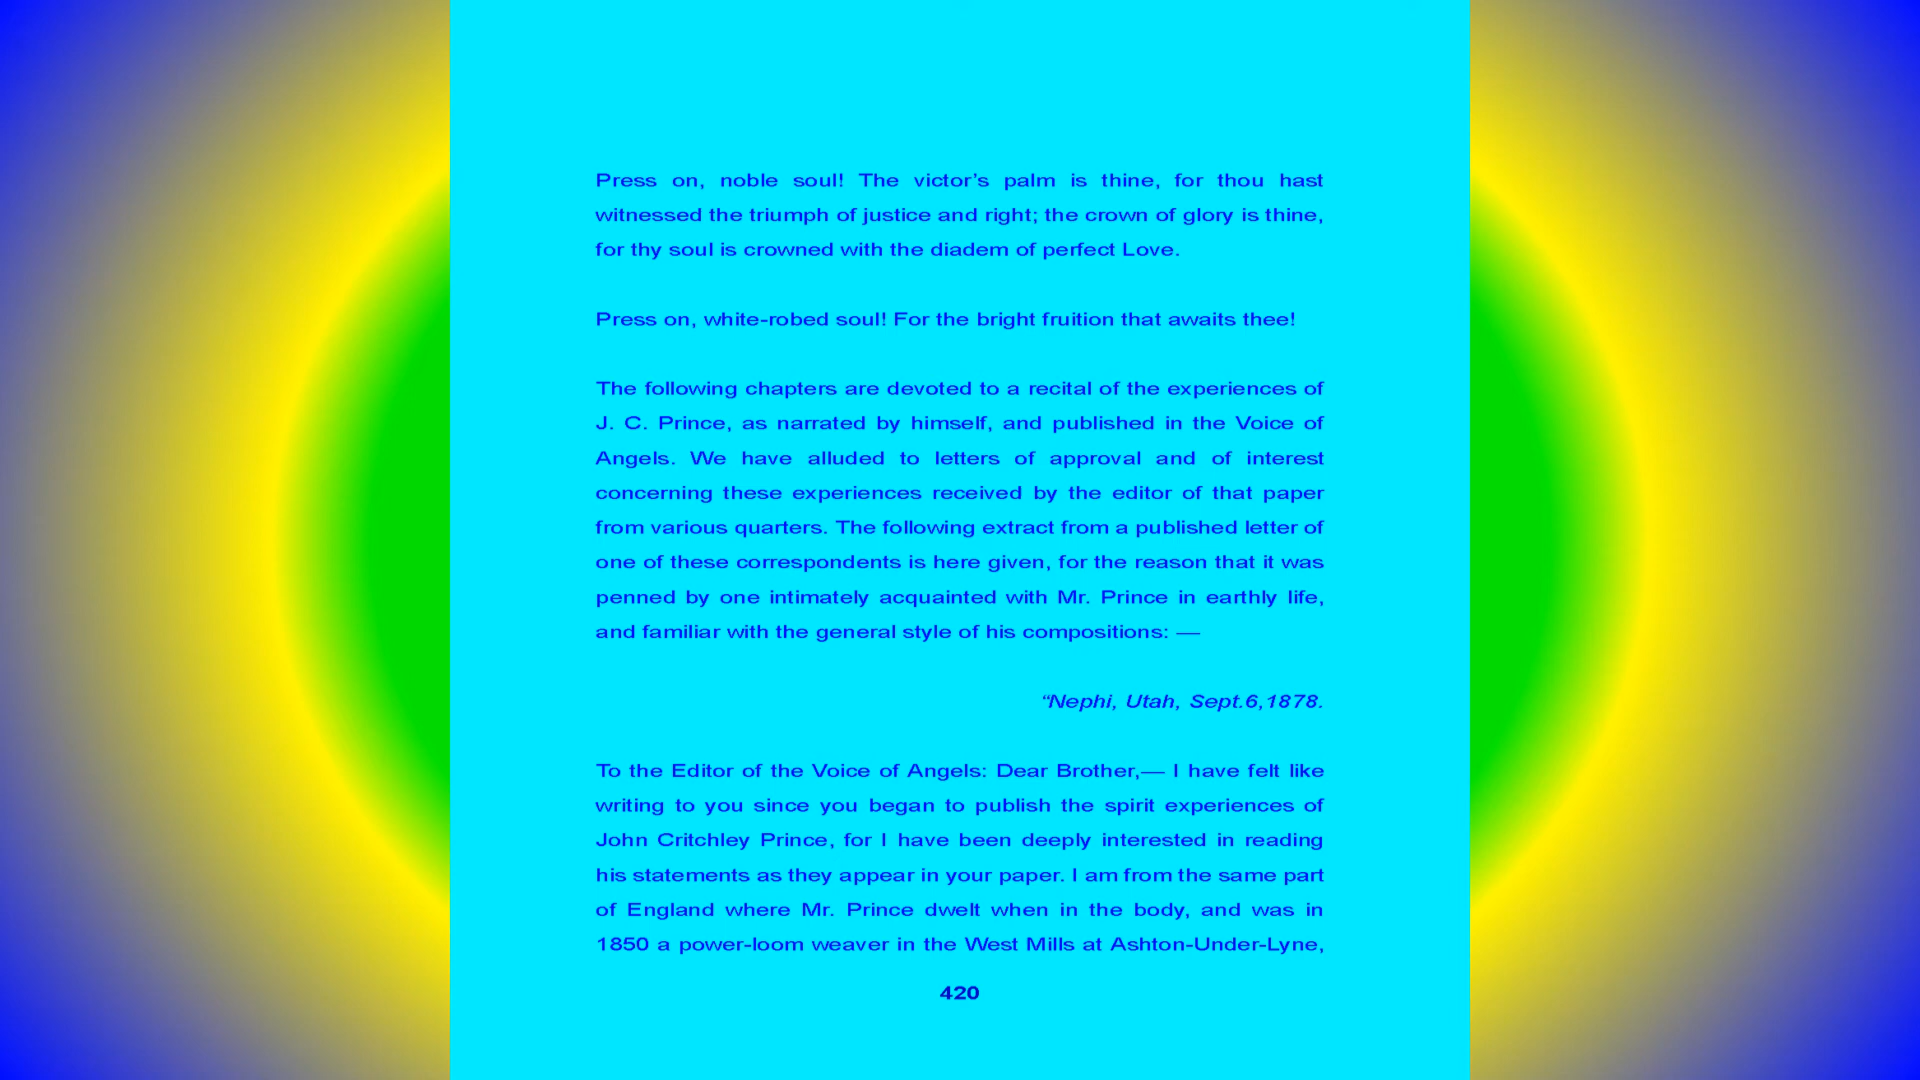 Press on, noble soul! The victor’s palm is thine, for thou hast
witnessed the triumph of justice and right; the crown of glory is thine,
for thy soul is crowned with the diadem of perfect Love.
Press on, white-robed soul! For the bright fruition that awaits thee!
The following chapters are devoted to a recital of the experiences of
J. C. Prince, as narrated by himself, and published in the Voice of
Angels. We have alluded to letters of approval and of interest
concerning these experiences received by the editor of that paper
from various quarters. The following extract from a published letter of
one of these correspondents is here given, for the reason that it was
penned by one intimately acquainted with Mr. Prince in earthly life,
and familiar with the general style of his compositions: —
“Nephi, Utah, Sept.6,1878.
To the Editor of the Voice of Angels: Dear Brother,— I have felt like
writing to you since you began to publish the spirit experiences of
John Critchley Prince, for I have been deeply interested in reading
his statements as they appear in your paper. I am from the same part
of England where Mr. Prince dwelt when in the body, and was in
1850 a power-loom weaver in the West Mills at Ashton-Under-Lyne,
420